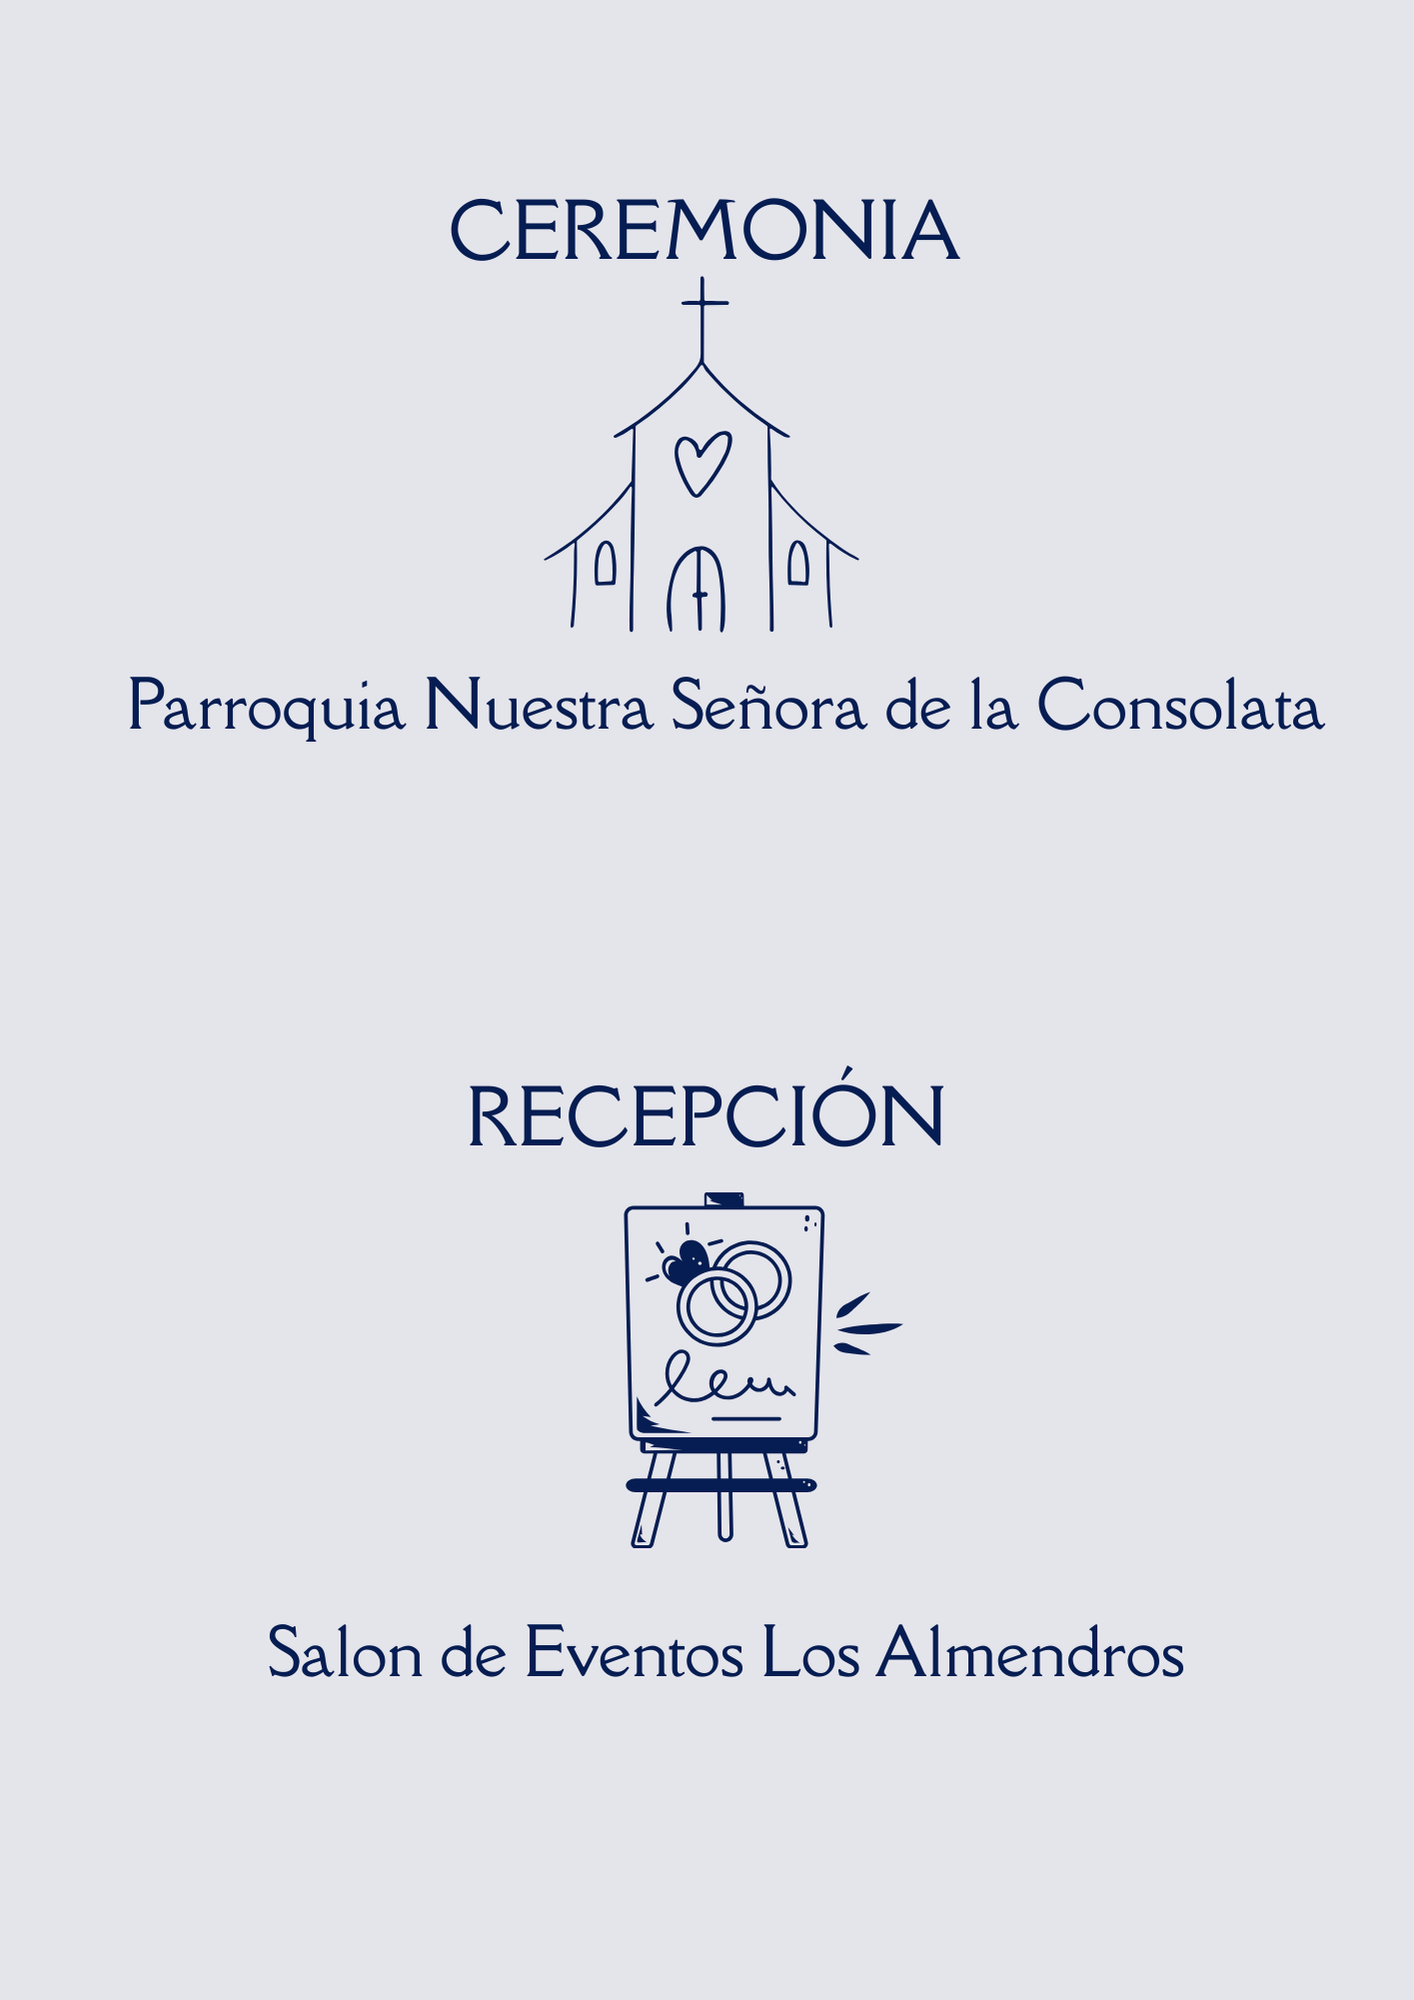 CEREMONIA
Parroquia Nuestra Señora de la Consolata
RECEPCIÓN
Salon de Eventos Los Almendros